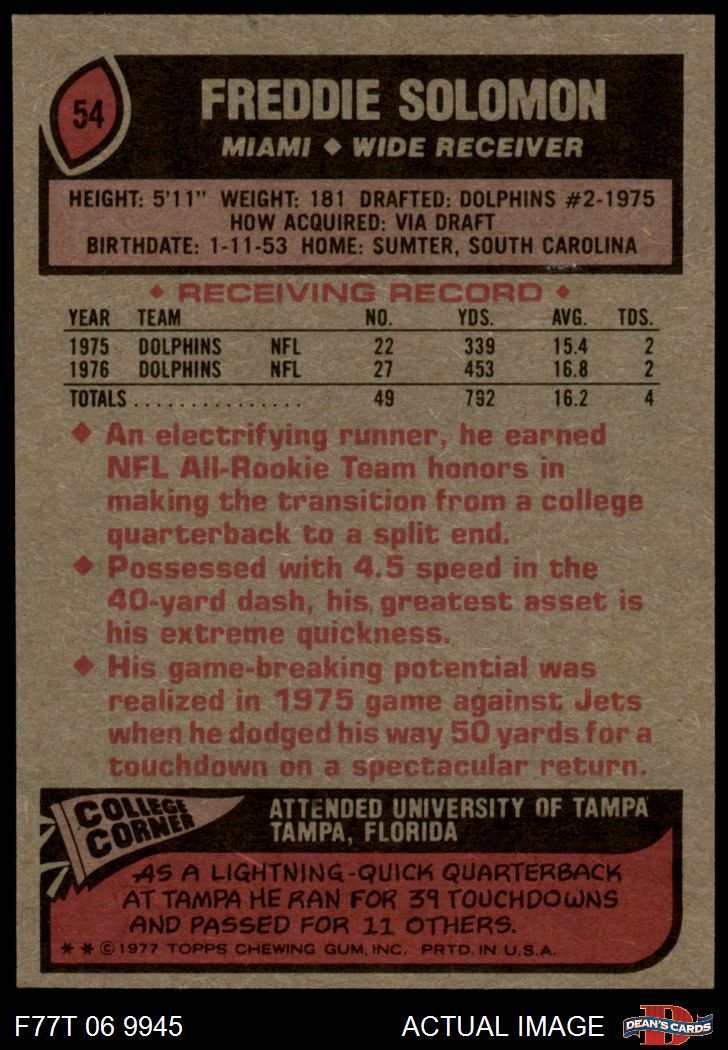 54
FREDDIE SOLOMON
MIAMI ◆ WIDE RECEIVER
HEIGHT: 5'11" WEIGHT: 181 DRAFTED: DOLPHINS #2-1975
HOW ACQUIRED: VIA DRAFT
BIRTHDATE: 1-11-53 HOME: SUMTER, SOUTH CAROLINA
◆ RECEIVING RECORD ◆
YEAR TEAM NO. YDS. AVG. TDS.
1975 DOLPHINS NFL 22 339 15.4 2
1976 DOLPHINS NFL 27 453 16.8 2
TOTALS ............... 49 792 16.2 4
◆ An electrifying runner, he earned
NFL All-Rookie Team honors in
making the transition from a college
quarterback to a split end.
◆ Possessed with 4.5 speed in the
40-yard dash, his greatest asset is
his extreme quickness.
◆ His game-breaking potential was
realized in 1975 game against Jets
when he dodged his way 50 yards for a
touchdown on a spectacular return.
COLLEGE
CORNER
ATTENDED UNIVERSITY OF TAMPA
TAMPA, FLORIDA
AS A LIGHTNING-QUICK QUARTERBACK
AT TAMPA HE RAN FOR 39 TOUCHDOWNS
AND PASSED FOR 11 OTHERS.
* * © 1977 TOPPS CHEWING GUM, INC. PRTD. IN U.S.A.
F77T 06 9945 ACTUAL IMAGE
D
DEAN'S CARDS